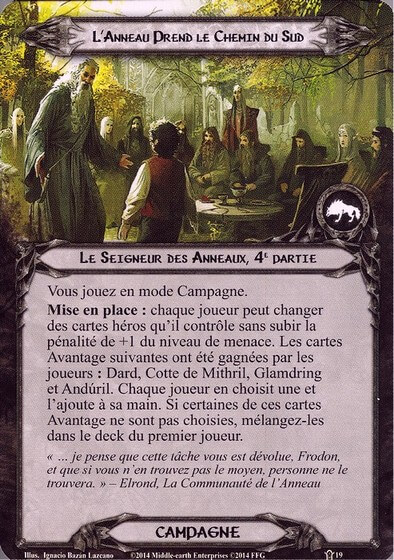 L'Anneau Prend le Chemin du Sud
Le Seigneur des Anneaux, 4e partie
Vous jouez en mode Campagne.
Mise en place : chaque joueur peut changer
des cartes héros qu'il contrôle sans subir la
pénalité de +1 du niveau de menace. Les cartes
Avantage suivantes ont été gagnées par les
joueurs : Dard, Cotte de Mithril, Glamdring
et Andúril. Chaque joueur en choisit une et
l'ajoute à sa main. Si certaines de ces cartes
Avantage ne sont pas choisies, mélangez-les
dans le deck du premier joueur.
« ... je pense que cette tâche vous est dévolue, Frodon,
et que si vous n'en trouvez pas le moyen, personne ne le
trouvera. » – Elrond, La Communauté de l'Anneau
CAMPAGNE
Illus. Ignacio Bazán Lazcano ©2014 Middle-earth Enterprises ©2014 FFG 19